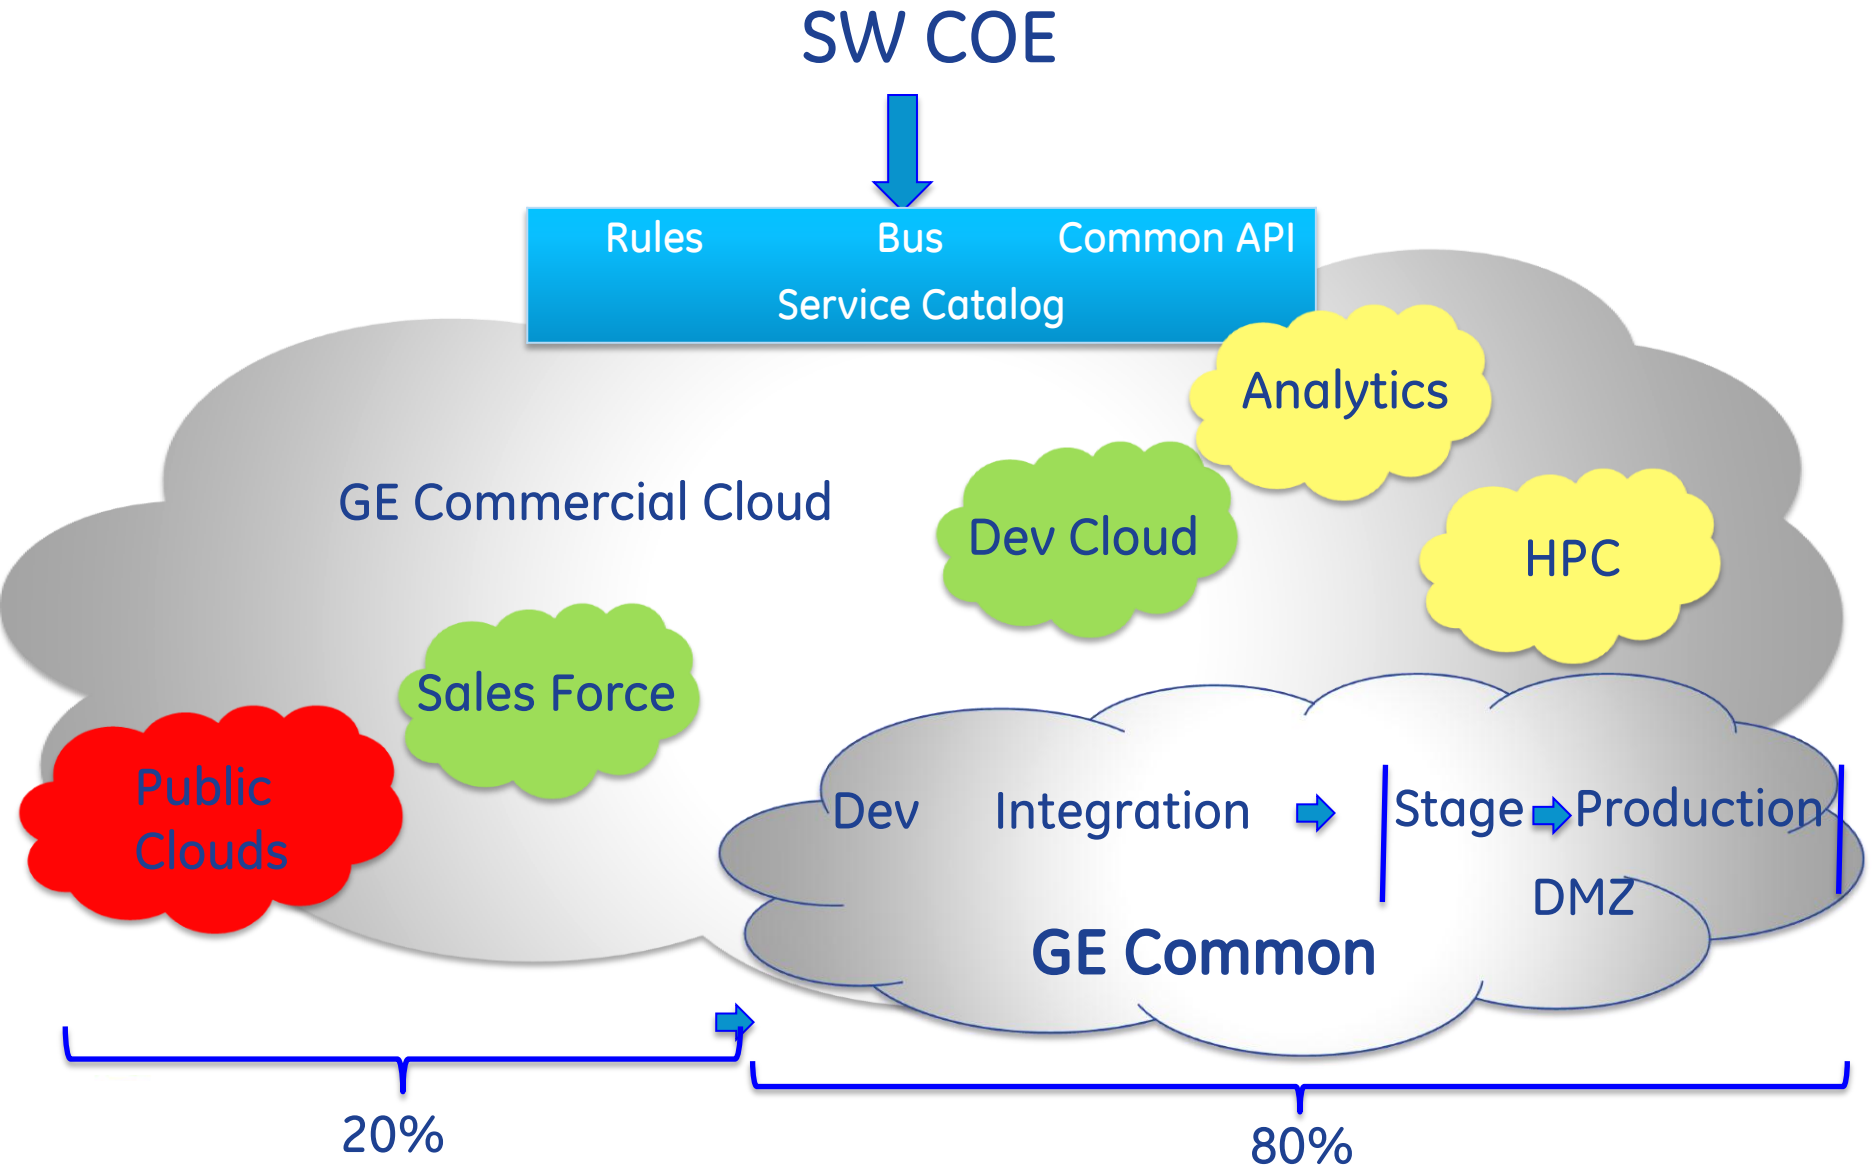 SW COE
Rules Bus Common API
Service Catalog
Analytics
GE Commercial Cloud
Dev Cloud
HPC
Sales Force
Public
Clouds
Dev Integration Stage Production
DMZ
GE Common
20%
80%